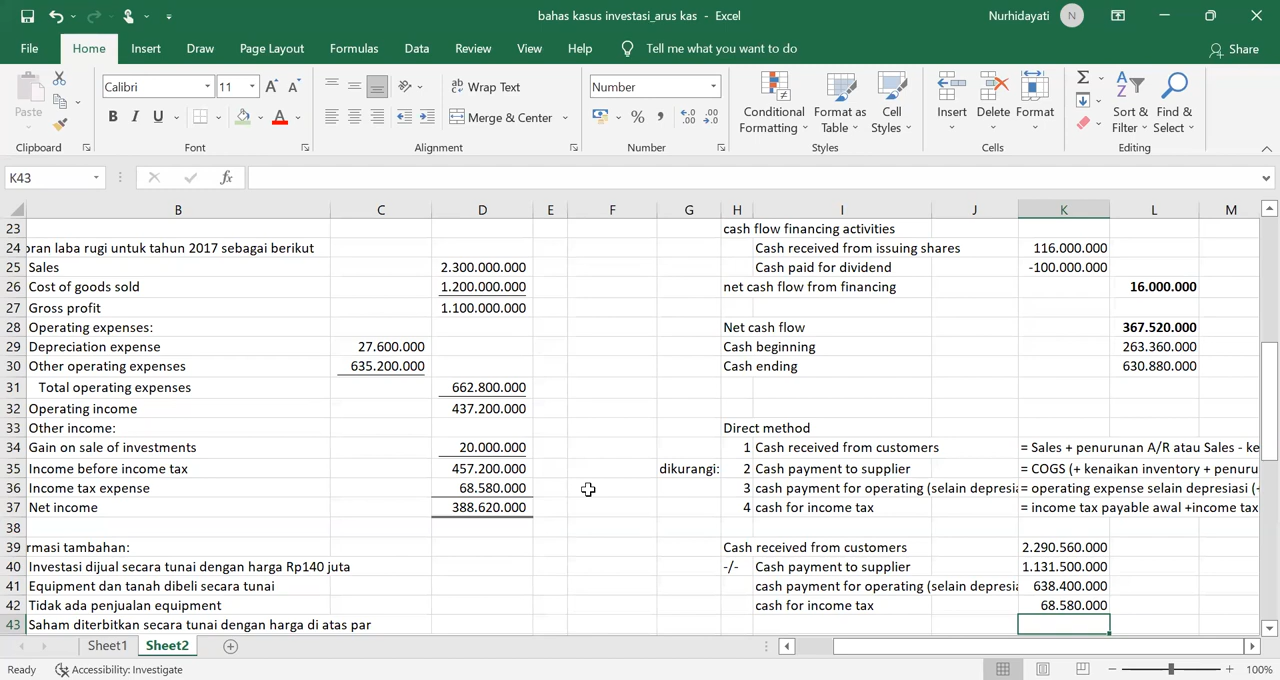 bahas kasus investasi_arus kas - Excel
Nurhidayati N
File Home Insert Draw Page Layout Formulas Data Review View Help Tell me what you want to do Share
Paste Calibri 11 A A Wrap Text Number Conditional Formatting Format as Table Cell Styles Insert Delete Format Sort & Filter Find & Select
B I U A Merge & Center % ,
Clipboard Font Alignment Number Styles Cells Editing
K43 fx
B C D E F G H I J K L M
23 cash flow financing activities
24 oran laba rugi untuk tahun 2017 sebagai berikut Cash received from issuing shares 116.000.000
25 Sales 2.300.000.000 Cash paid for dividend -100.000.000
26 Cost of goods sold 1.200.000.000 net cash flow from financing 16.000.000
27 Gross profit 1.100.000.000
28 Operating expenses: Net cash flow 367.520.000
29 Depreciation expense 27.600.000 Cash beginning 263.360.000
30 Other operating expenses 635.200.000 Cash ending 630.880.000
31 Total operating expenses 662.800.000
32 Operating income 437.200.000
33 Other income: Direct method
34 Gain on sale of investments 20.000.000 1 Cash received from customers = Sales + penurunan A/R atau Sales - ke
35 Income before income tax 457.200.000 dikurangi: 2 Cash payment to supplier = COGS (+ kenaikan inventory + penuru
36 Income tax expense 68.580.000 3 cash payment for operating (selain depresia = operating expense selain depresiasi (+
37 Net income 388.620.000 4 cash for income tax = income tax payable awal +income tax
38
39 rmasi tambahan: Cash received from customers 2.290.560.000
40 Investasi dijual secara tunai dengan harga Rp140 juta -/- Cash payment to supplier 1.131.500.000
41 Equipment dan tanah dibeli secara tunai cash payment for operating (selain depresia 638.400.000
42 Tidak ada penjualan equipment cash for income tax 68.580.000
43 Saham diterbitkan secara tunai dengan harga di atas par
Sheet1 Sheet2
Ready Accessibility: Investigate 100%